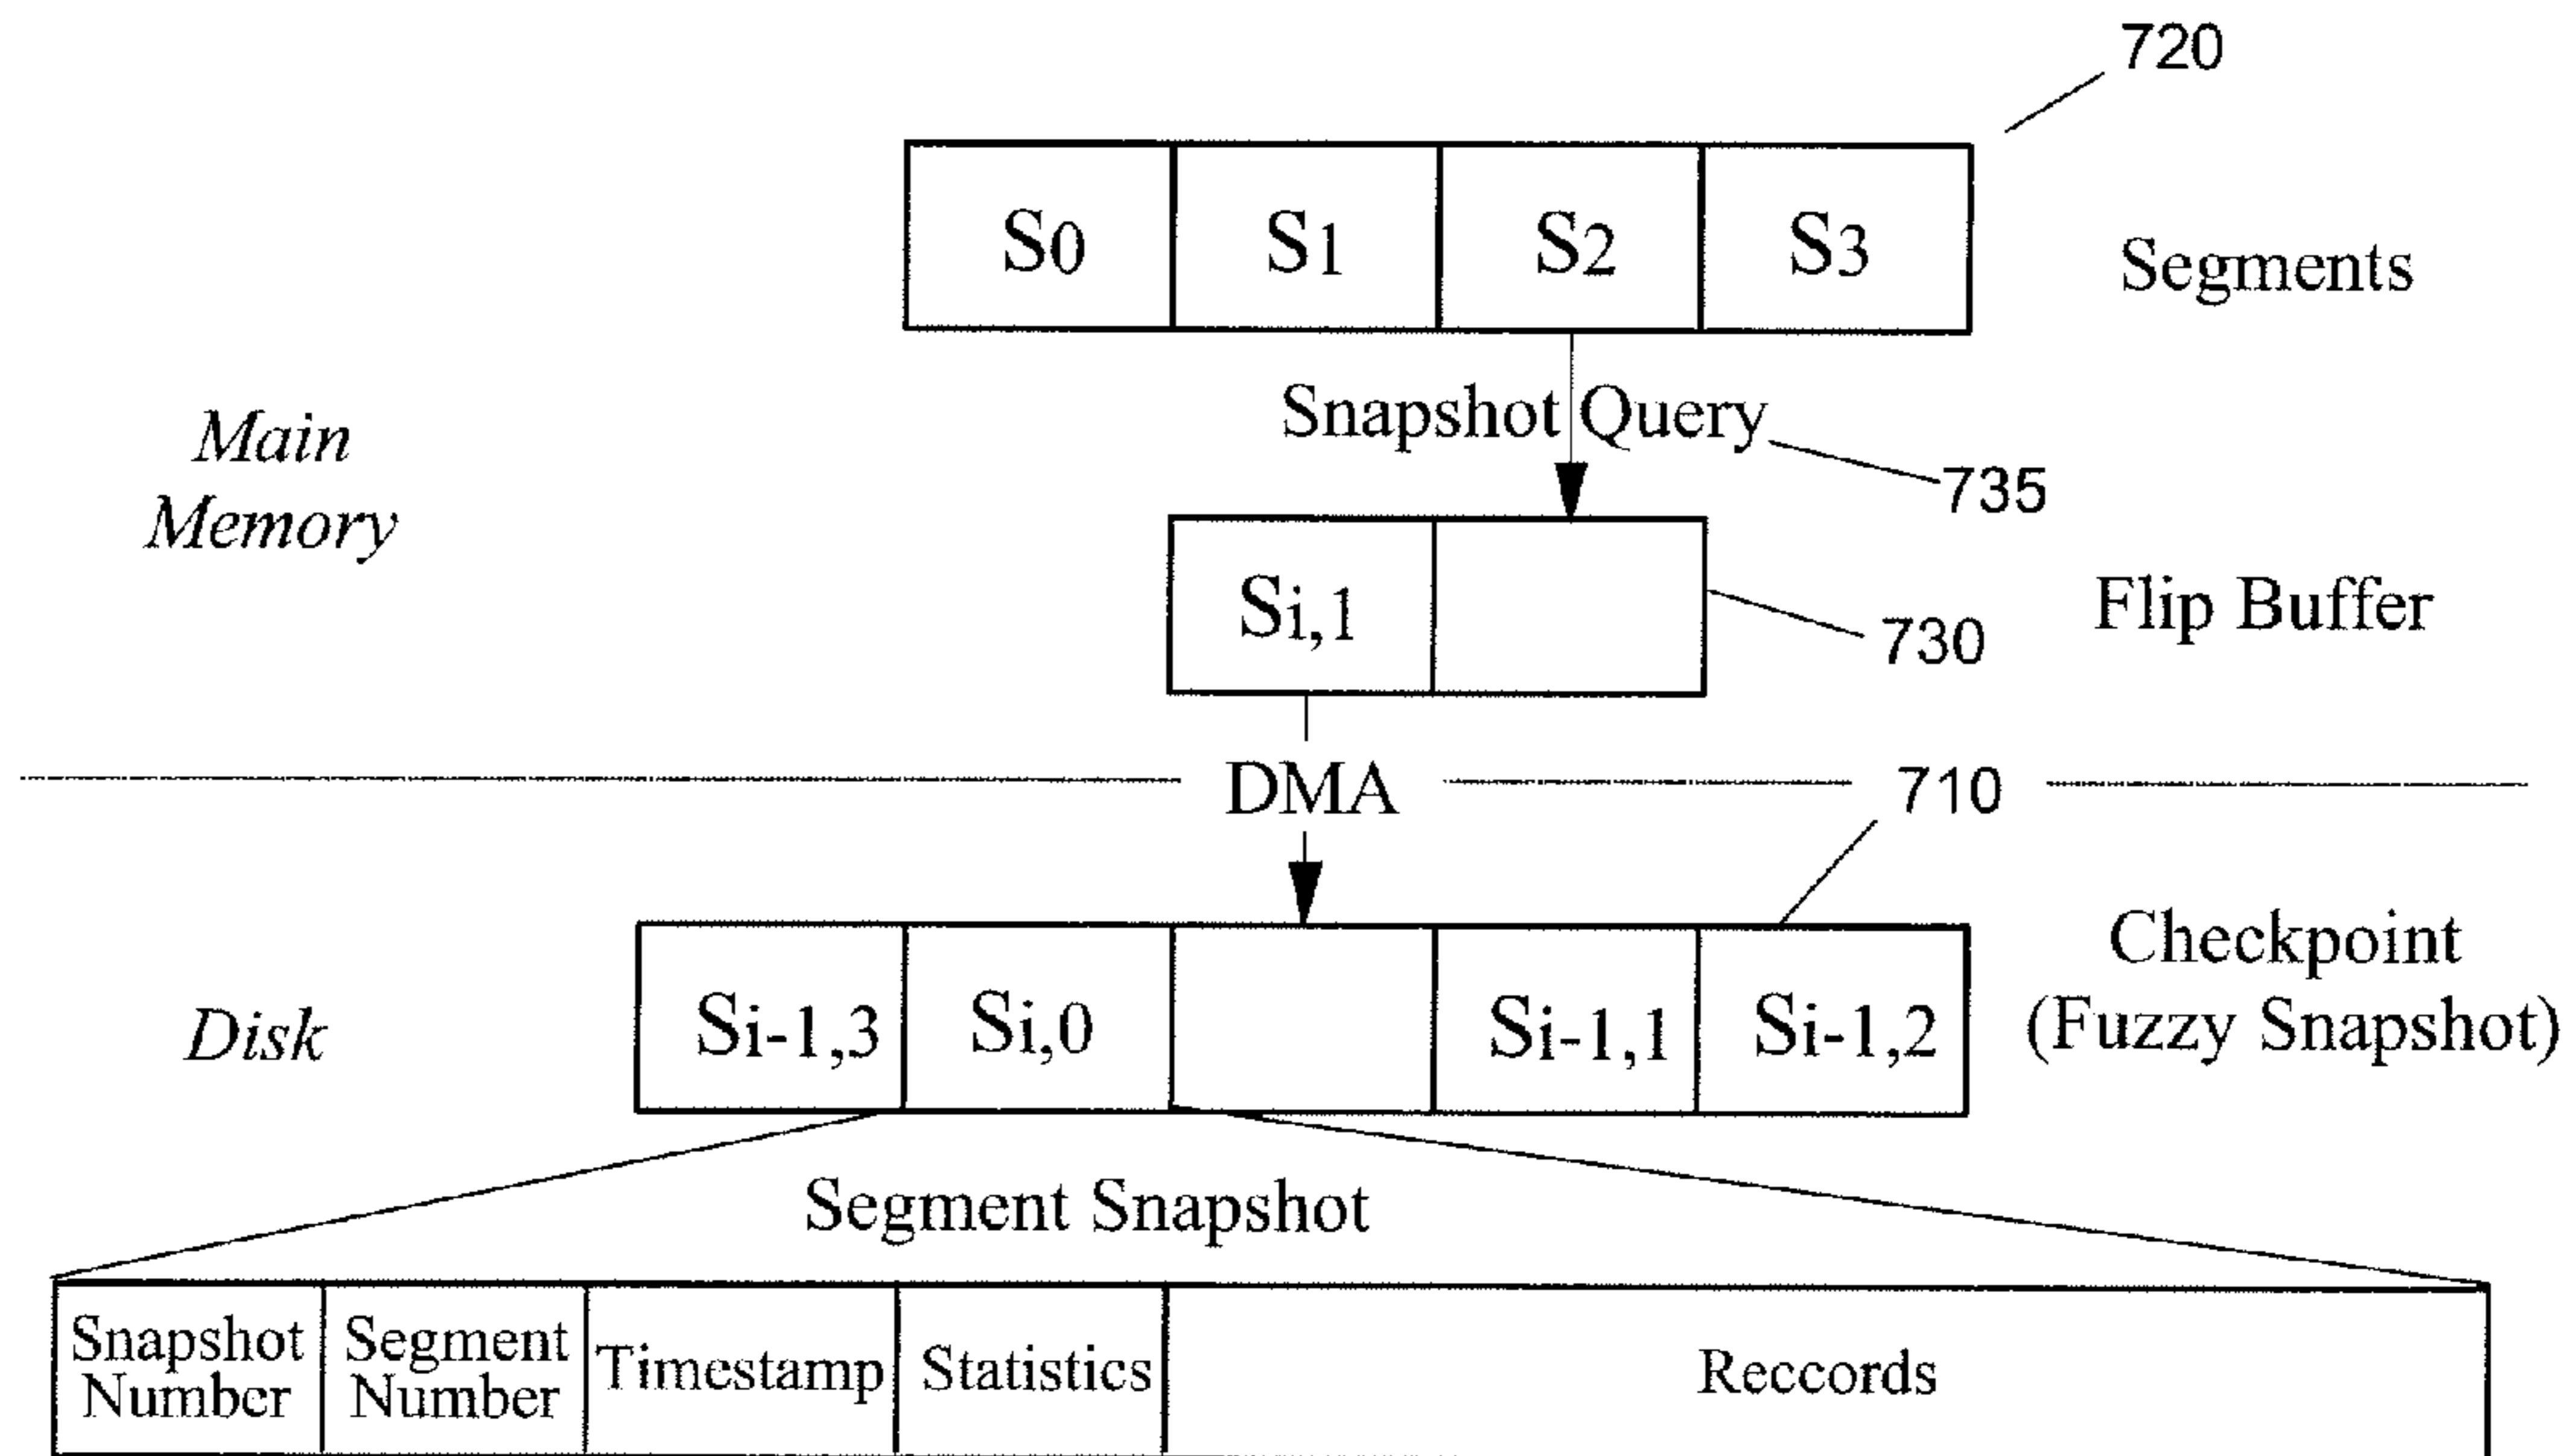 720
S0 S1 S2 S3
Segments
Snapshot Query
735
Main
Memory
Si,1
730
Flip Buffer
DMA
710
Disk
Si-1,3 Si,0 Si-1,1 Si-1,2
Checkpoint
(Fuzzy Snapshot)
Segment Snapshot
Snapshot
Number
Segment
Number
Timestamp
Statistics
Reccords